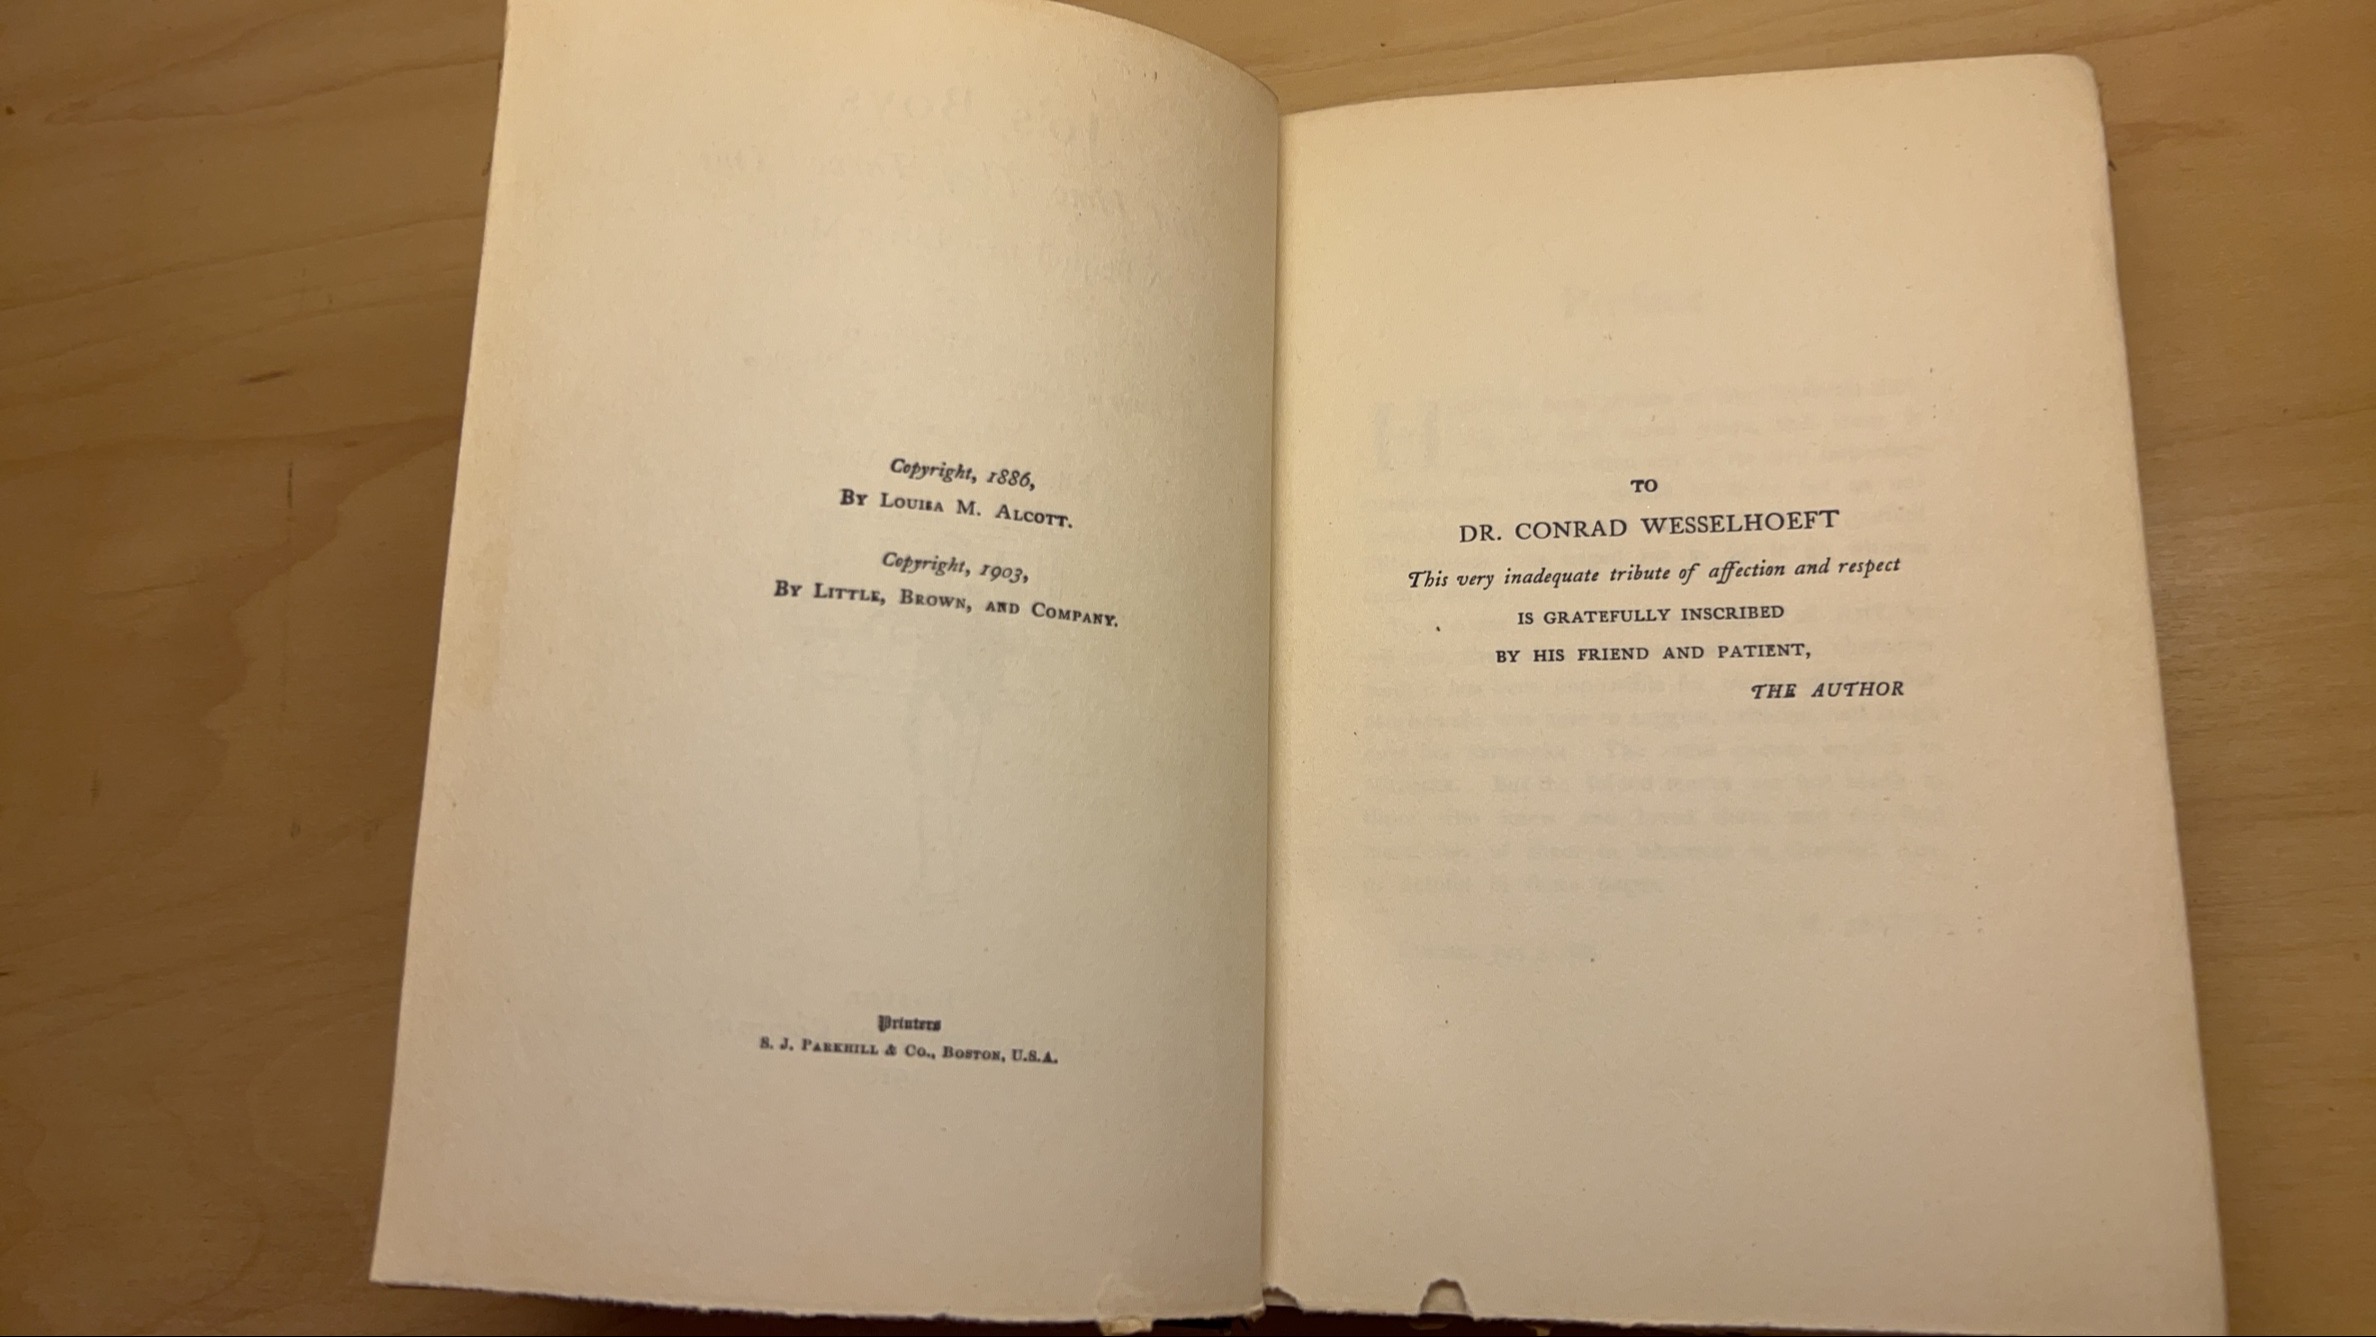 Copyright, 1886,
By Louisa M. Alcott.
Copyright, 1903,
By Little, Brown, and Company.
Printers
S. J. Parkhill & Co., Boston, U.S.A.
TO
DR. CONRAD WESSELHOEFT
This very inadequate tribute of affection and respect
IS GRATEFULLY INSCRIBED
BY HIS FRIEND AND PATIENT,
THE AUTHOR